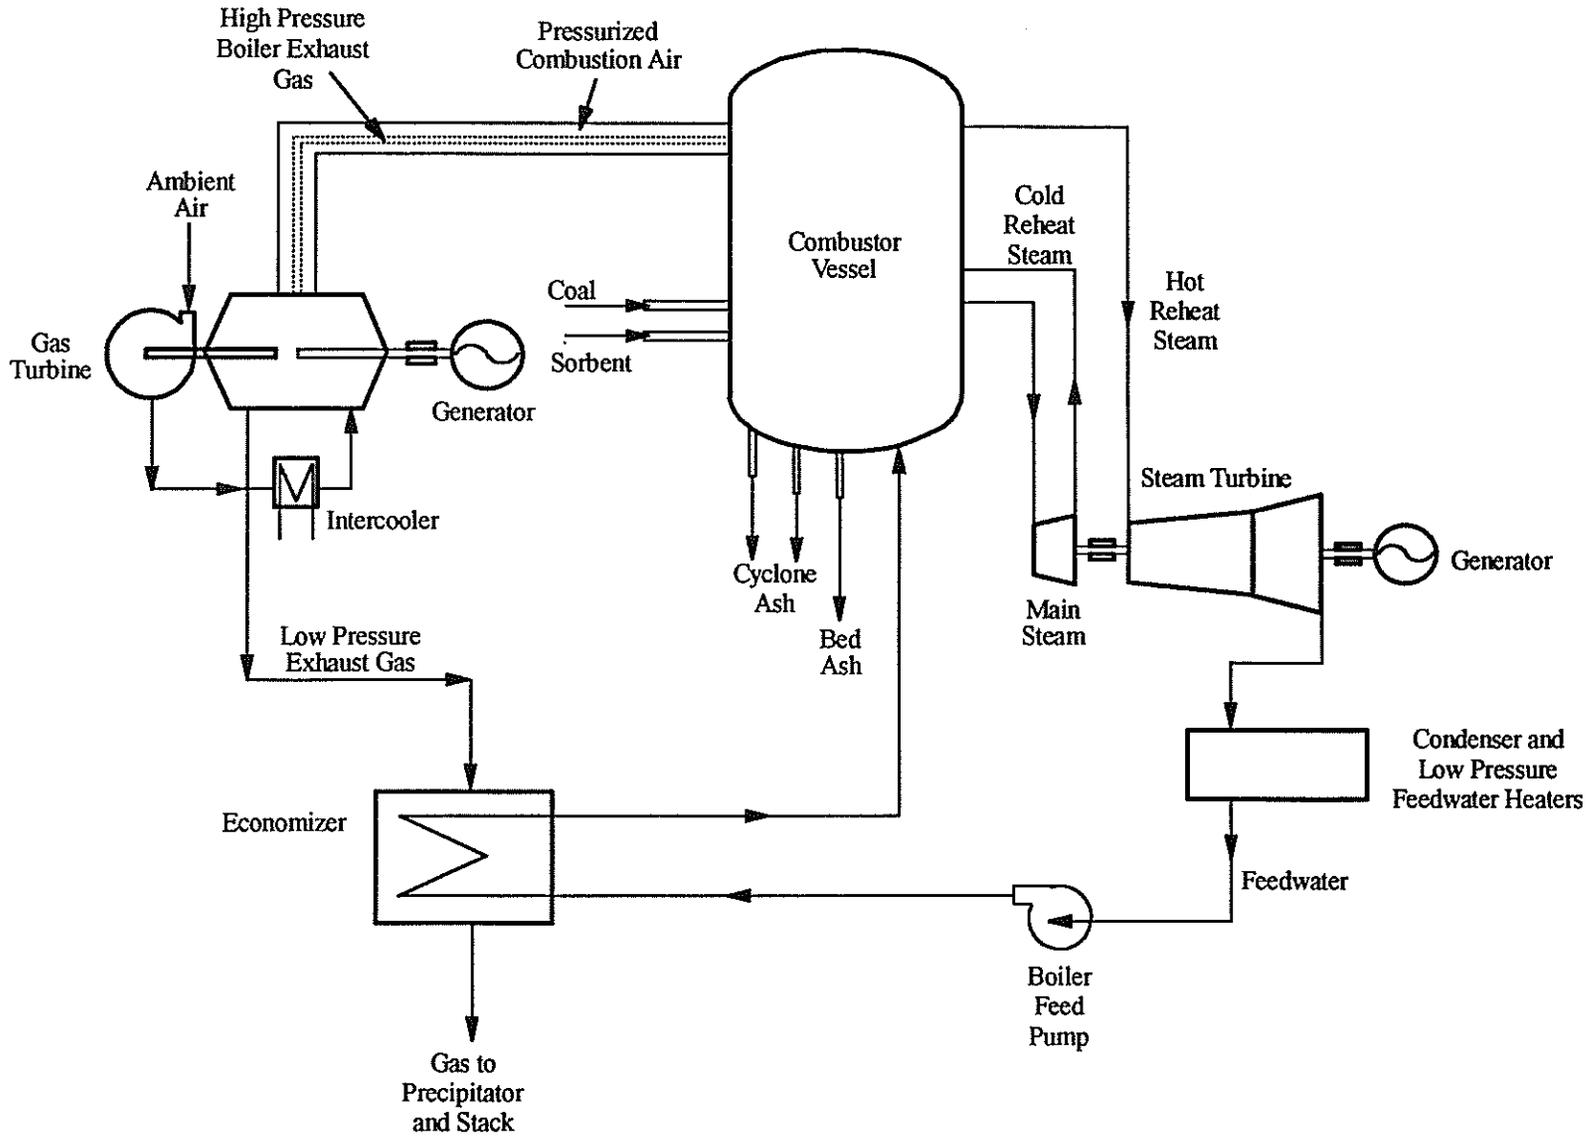 High Pressure
Boiler Exhaust
Gas
Pressurized
Combustion Air
Ambient
Air
Combustor
Vessel
Cold
Reheat
Steam
Hot
Reheat
Steam
Coal
Sorbent
Gas
Turbine
Generator
Intercooler
Steam Turbine
Generator
Cyclone
Ash
Bed
Ash
Main
Steam
Low Pressure
Exhaust Gas
Condenser and
Low Pressure
Feedwater Heaters
Economizer
Feedwater
Boiler
Feed
Pump
Gas to
Precipitator
and Stack